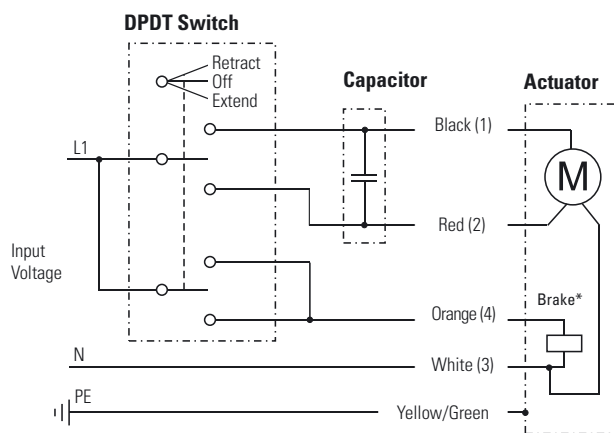 DPDT Switch
Retract
Off
Extend
Capacitor
Actuator
L1
Black (1)
M
Red (2)
Input
Voltage
Brake*
Orange (4)
N
White (3)
PE
Yellow/Green